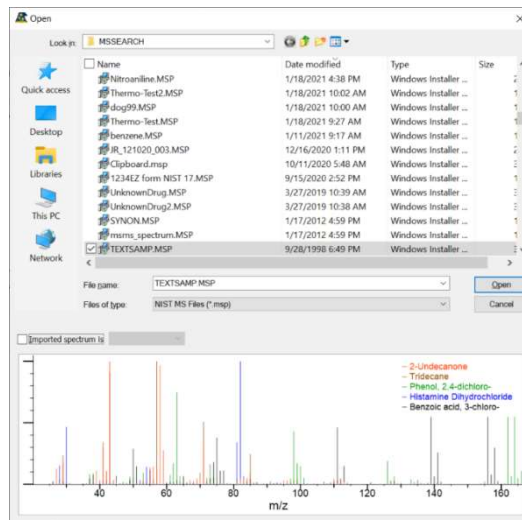 Open
Look in: MSSEARCH
Quick access
Desktop
Libraries
This PC
Network
Name Date modified Type Size
Nitroaniline.MSP 1/18/2021 4:38 PM Windows Installer ...
Thermo-Test2.MSP 1/18/2021 10:02 AM Windows Installer ...
dog99.MSP 1/18/2021 10:00 AM Windows Installer ...
Thermo-Test.MSP 1/18/2021 9:27 AM Windows Installer ...
benzene.MSP 1/11/2021 9:17 AM Windows Installer ...
JR_121020_003.MSP 12/16/2020 1:11 PM Windows Installer ...
Clipboard.msp 10/11/2020 5:48 AM Windows Installer ...
1234EZ form NIST 17.MSP 9/15/2020 2:52 PM Windows Installer ...
UnknownDrug.MSP 3/27/2019 10:39 AM Windows Installer ...
UnknownDrug2.MSP 3/27/2019 10:38 AM Windows Installer ...
SYNON.MSP 1/17/2012 4:59 PM Windows Installer ...
msms_spectrum.MSP 1/17/2012 4:59 PM Windows Installer ...
TEXTSAMP.MSP 9/28/1998 6:49 PM Windows Installer ...
File name: TEXTSAMP.MSP Open
Files of type: NIST MS Files (*.msp) Cancel
Imported spectrum is
- 2-Undecanone
- Tridecane
- Phenol, 2,4-dichloro-
- Histamine Dihydrochloride
- Benzoic acid, 3-chloro-
40 60 80 100 120 140 160
m/z